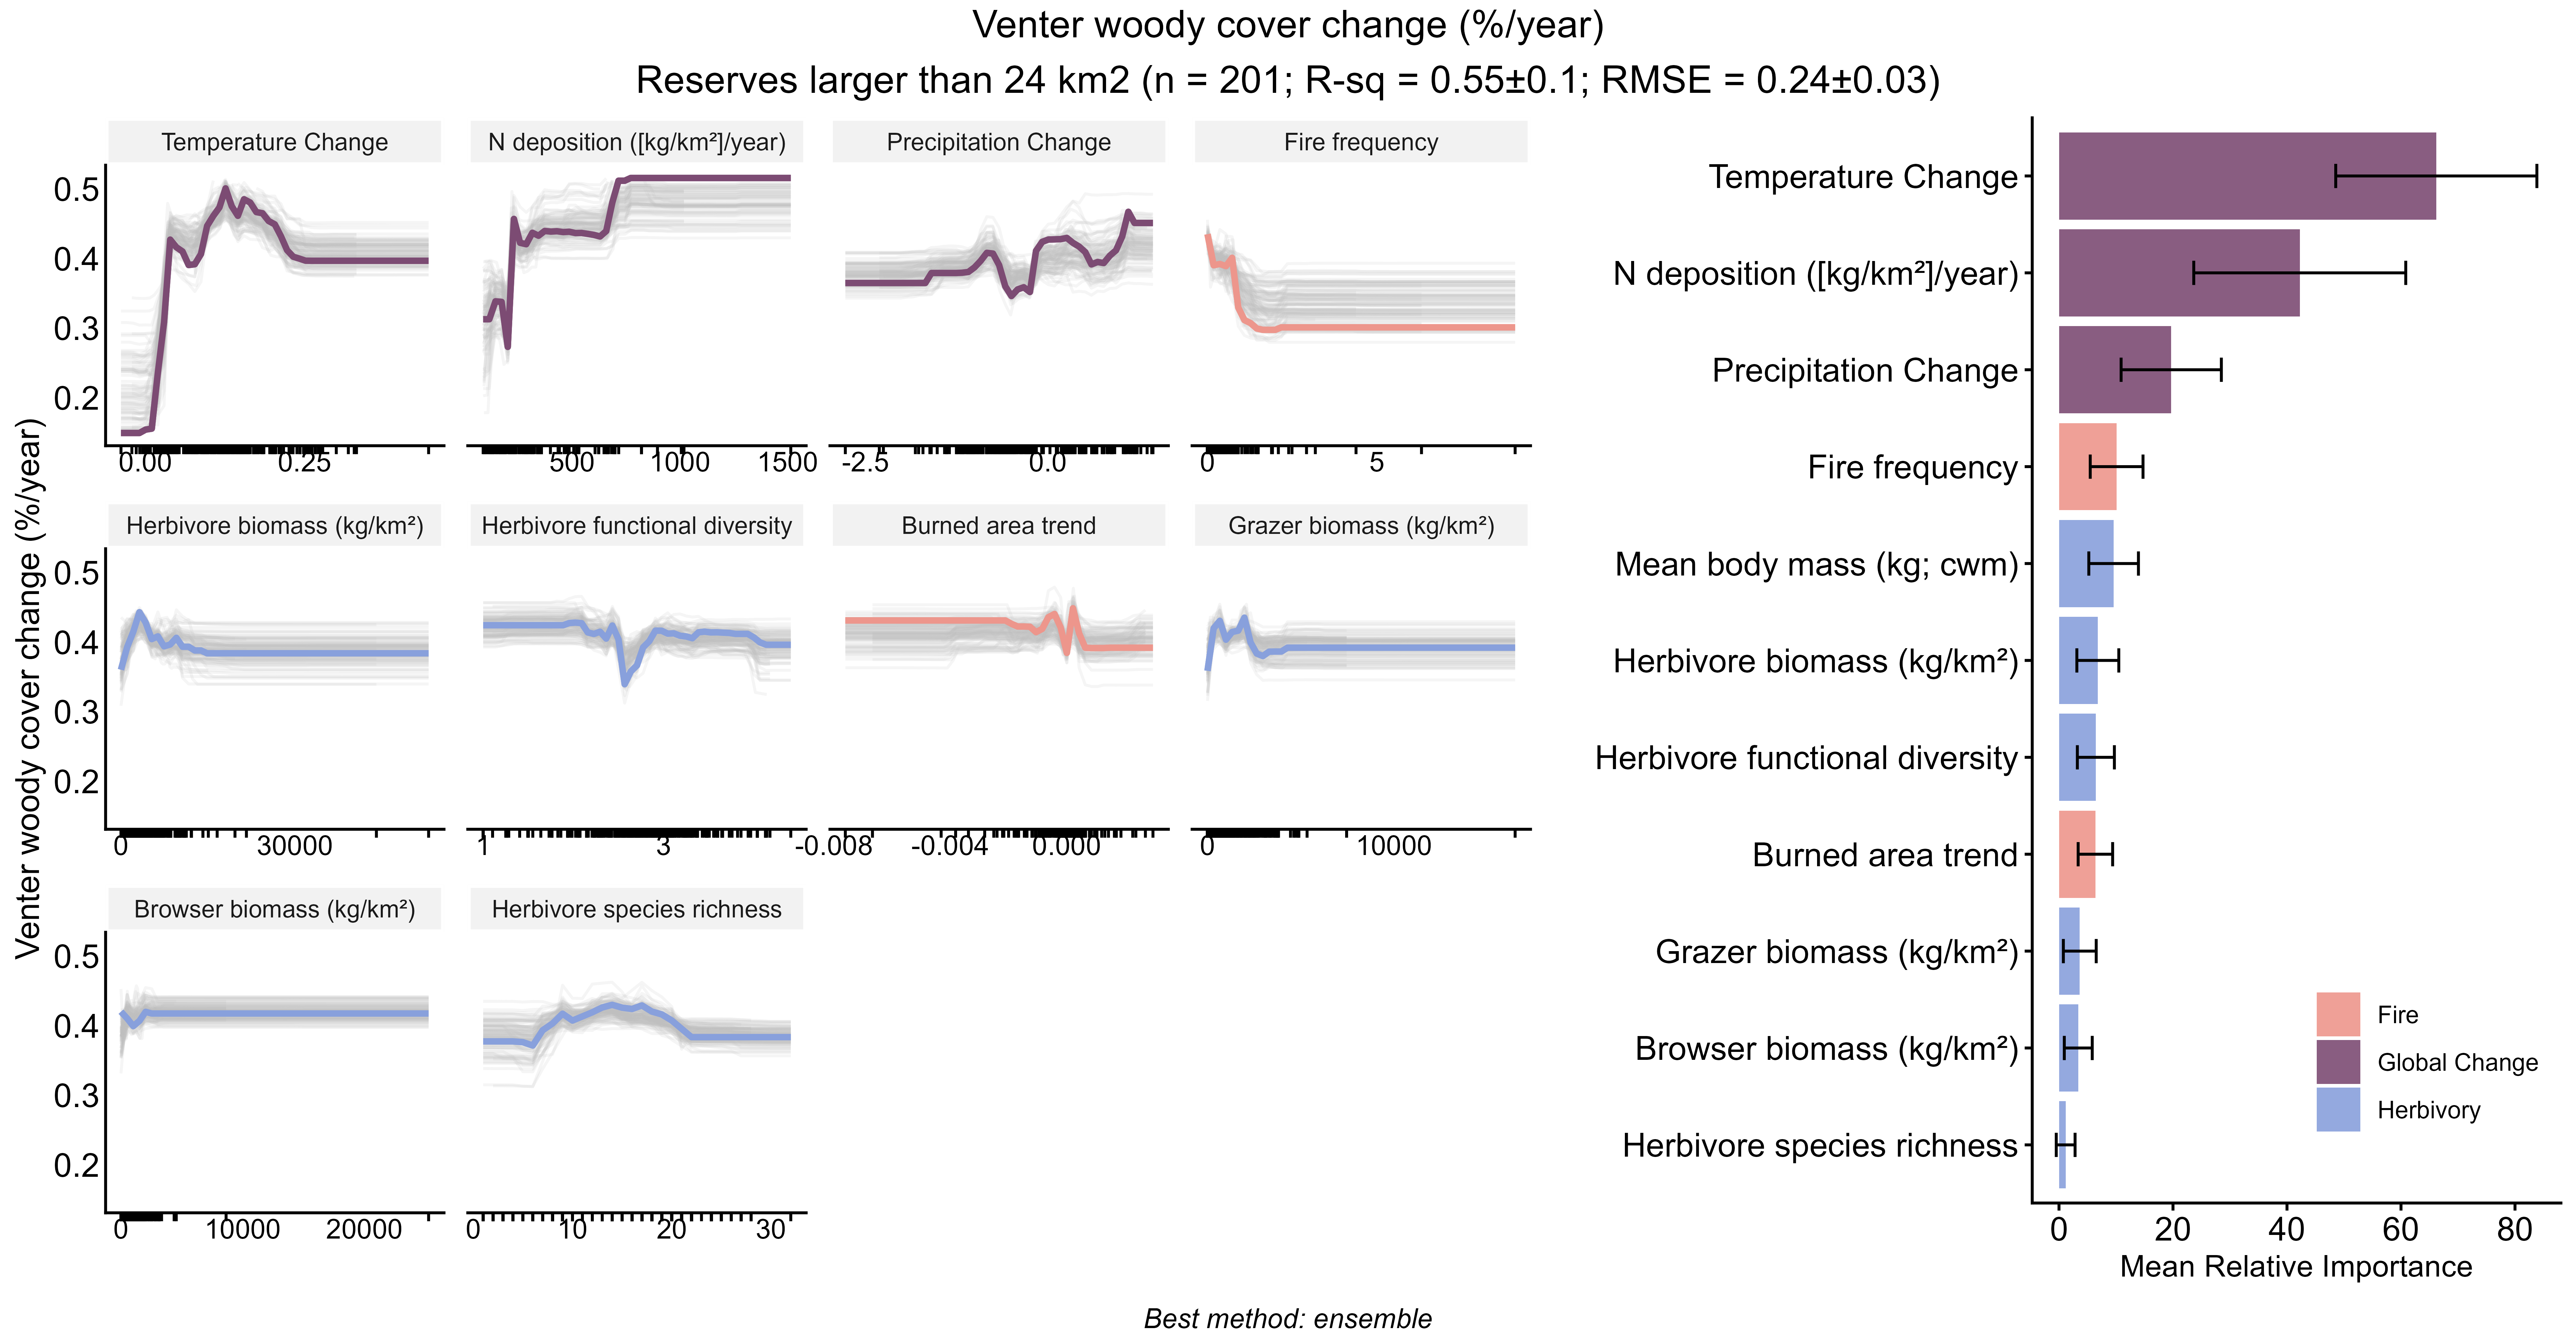 Venter woody cover change (%/year)
Reserves larger than 24 km2 (n = 201; R-sq = 0.55±0.1; RMSE = 0.24±0.03)
Venter woody cover change (%/year)
Temperature Change
N deposition ([kg/km²]/year)
Precipitation Change
Fire frequency
0.5
0.4
0.3
0.2
0.00 0.25
500 1000 1500
-2.5 0.0
0 5
Herbivore biomass (kg/km²)
Herbivore functional diversity
Burned area trend
Grazer biomass (kg/km²)
0.5
0.4
0.3
0.2
0 30000
1 3
-0.008 -0.004 0.000
0 10000
Browser biomass (kg/km²)
Herbivore species richness
0.5
0.4
0.3
0.2
0 10000 20000
0 10 20 30
Temperature Change
N deposition ([kg/km²]/year)
Precipitation Change
Fire frequency
Mean body mass (kg; cwm)
Herbivore biomass (kg/km²)
Herbivore functional diversity
Burned area trend
Grazer biomass (kg/km²)
Browser biomass (kg/km²)
Herbivore species richness
Fire
Global Change
Herbivory
0 20 40 60 80
Mean Relative Importance
Best method: ensemble